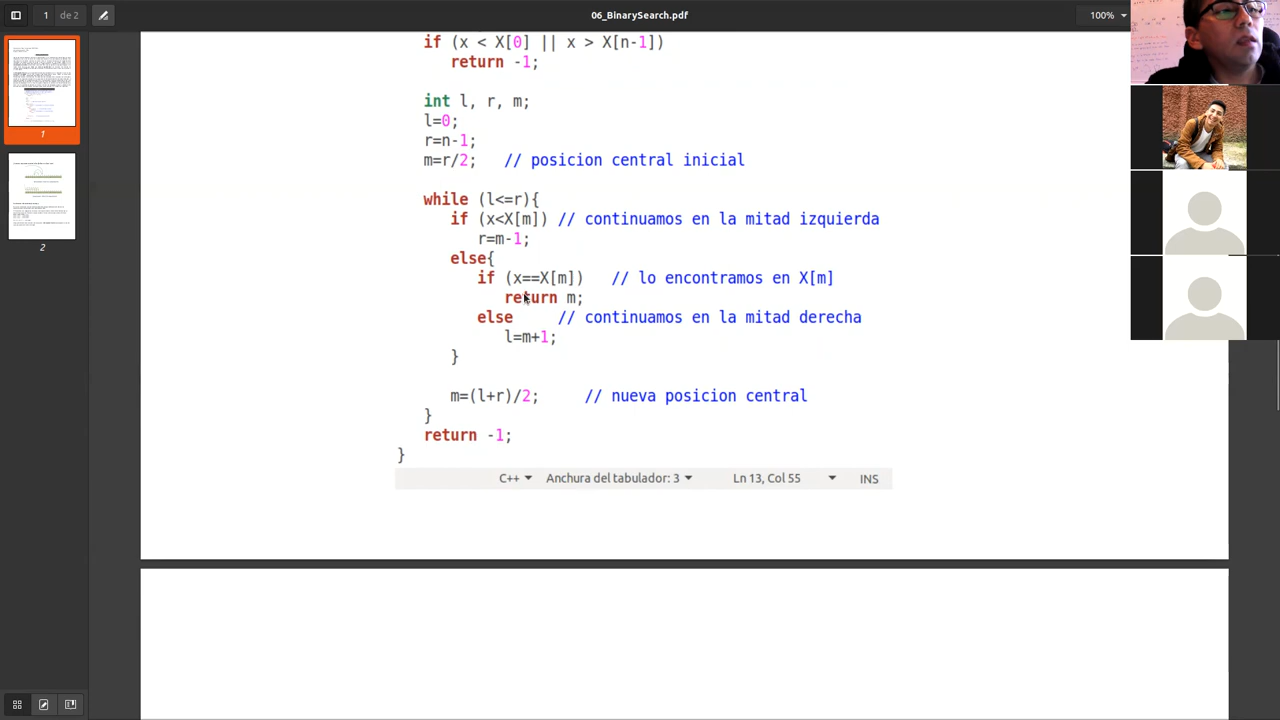 1 de 2
06_BinarySearch.pdf
100%
if (x < X[0] || x > X[n-1])
return -1;
int l, r, m;
l=0;
r=n-1;
m=r/2; // posicion central inicial
while (l<=r){
if (x<X[m]) // continuamos en la mitad izquierda
r=m-1;
else{
if (x==X[m]) // lo encontramos en X[m]
return m;
else // continuamos en la mitad derecha
l=m+1;
}
m=(l+r)/2; // nueva posicion central
}
return -1;
}
C++ Anchura del tabulador: 3 Ln 13, Col 55 INS
1
2